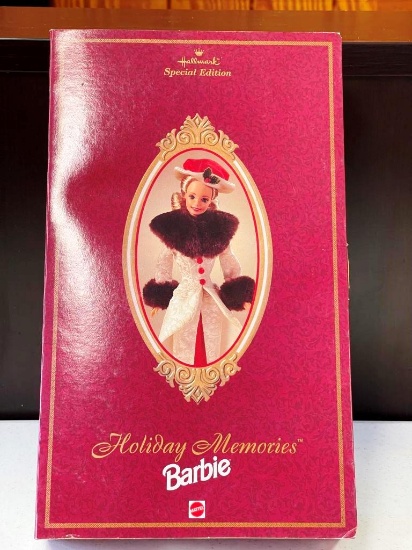 Hallmark
Special Edition
Holiday Memories™
Barbie
MATTEL